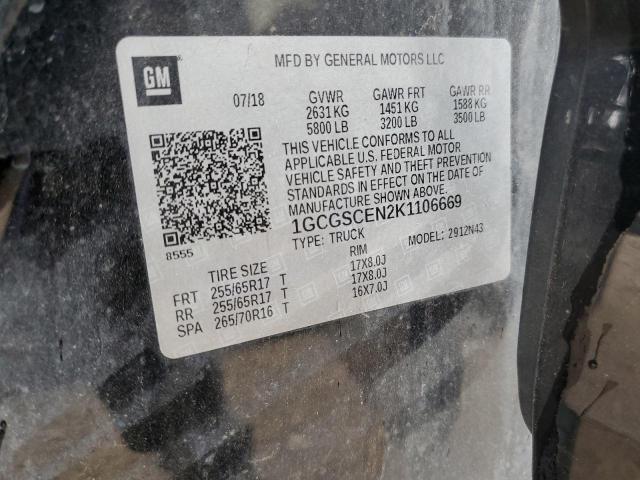 GM
MFD BY GENERAL MOTORS LLC
07/18 GVWR GAWR FRT GAWR RR
2631 KG 1451 KG 1588 KG
5800 LB 3200 LB 3500 LB
THIS VEHICLE CONFORMS TO ALL
APPLICABLE U.S. FEDERAL MOTOR
VEHICLE SAFETY AND THEFT PREVENTION
STANDARDS IN EFFECT ON THE DATE OF
MANUFACTURE SHOWN ABOVE.
1GCGSCEN2K1106669
8555
TYPE: TRUCK MODEL: 2912N43
TIRE SIZE RIM
FRT 255/65R17 T 17X8.0J
RR 255/65R17 T 17X8.0J
SPA 265/70R16 T 16X7.0J